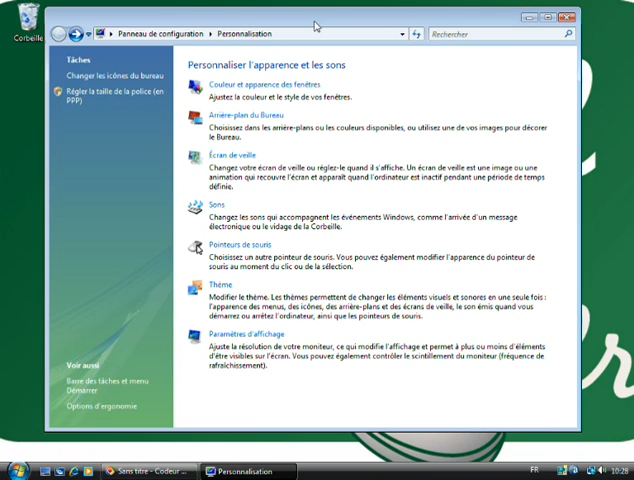 Corbeille
Panneau de configuration
Personnalisation
Rechercher
Tâches
Changer les icônes du bureau
Régler la taille de la police (en
PPP)
Personnaliser l'apparence et les sons
Couleur et apparence des fenêtres
Ajustez la couleur et le style de vos fenêtres.
Arrière-plan du Bureau
Choisissez dans les arrière-plans ou les couleurs disponibles, ou utilisez une de vos images pour décorer
le Bureau.
Écran de veille
Changez votre écran de veille ou réglez-le quand il s'affiche. Un écran de veille est une image ou une
animation qui recouvre l'écran et apparaît quand l'ordinateur est inactif pendant une période de temps
définie.
Sons
Changez les sons qui accompagnent les événements Windows, comme l'arrivée d'un message
électronique ou le vidage de la Corbeille.
Pointeurs de souris
Choisissez un autre pointeur de souris. Vous pouvez également modifier l'apparence du pointeur de
souris au moment du clic ou de la sélection.
Thème
Modifier le thème. Les thèmes permettent de changer les éléments visuels et sonores en une seule fois :
l'apparence des menus, des icônes, des arrière-plans et des écrans de veille, le son émis quand vous
démarrez ou arrêtez l'ordinateur, ainsi que les pointeurs de souris.
Paramètres d'affichage
Ajuste la résolution de votre moniteur, ce qui modifie l'affichage et permet à plus ou moins d'éléments
d'être visibles sur l'écran. Vous pouvez également contrôler le scintillement du moniteur (fréquence de
rafraîchissement).
Voir aussi
Barre des tâches et menu
Démarrer
Options d'ergonomie
Sans titre - Codeur ...
Personnalisation
FR
10:28